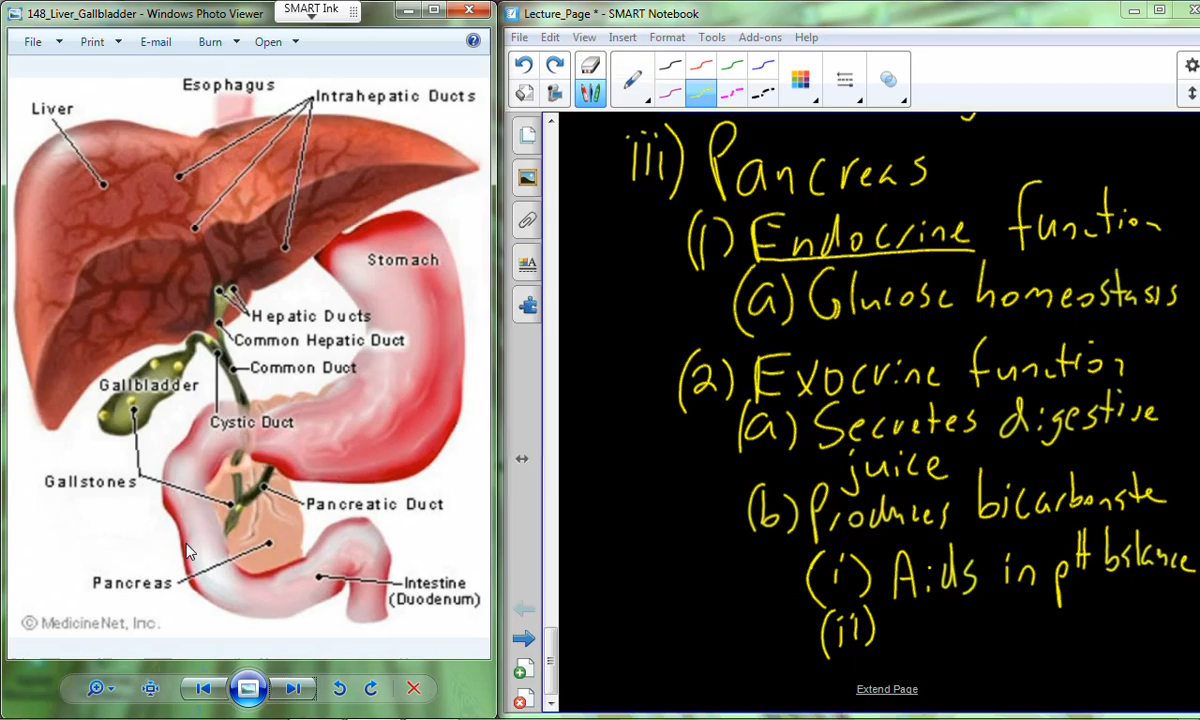 148_Liver_Gallbladder - Windows Photo Viewer
SMART Ink
File Print E-mail Burn Open
Esophagus
Liver
Intrahepatic Ducts
Stomach
Hepatic Ducts
Common Hepatic Duct
Common Duct
Gallbladder
Cystic Duct
Gallstones
Pancreatic Duct
Pancreas
Intestine
(Duodenum)
© MedicineNet, Inc.
Lecture_Page * - SMART Notebook
File Edit View Insert Format Tools Add-ons Help
iii) Pancreas
(1) Endocrine function
(a) Glucose homeostasis
(2) Exocrine function
(a) Secretes digestive
juice
(b) Produces bicarbonate
(i) Aids in pH balance
(ii)
Extend Page